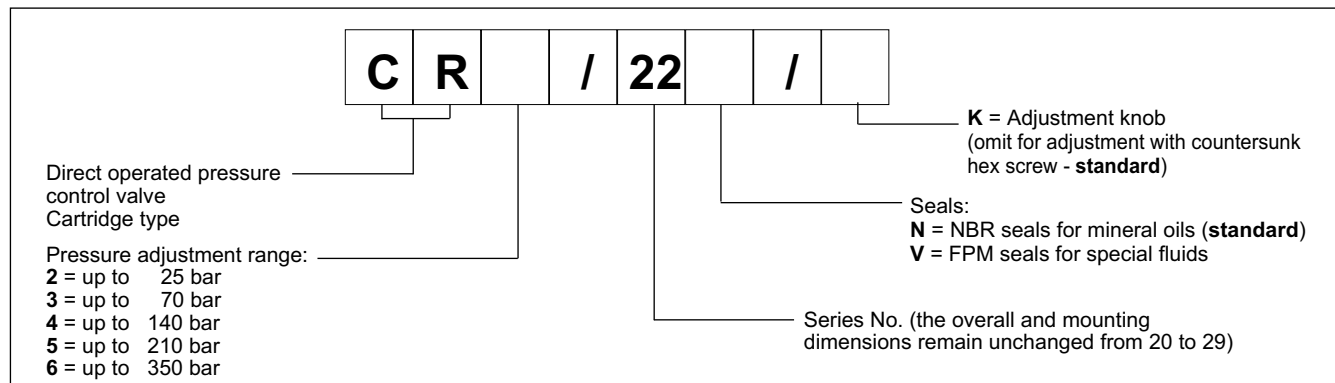 C R / 22 /
K = Adjustment knob
(omit for adjustment with countersunk
hex screw - standard)
Direct operated pressure
control valve
Cartridge type
Seals:
N = NBR seals for mineral oils (standard)
V = FPM seals for special fluids
Pressure adjustment range:
2 = up to 25 bar
3 = up to 70 bar
4 = up to 140 bar
5 = up to 210 bar
6 = up to 350 bar
Series No. (the overall and mounting
dimensions remain unchanged from 20 to 29)